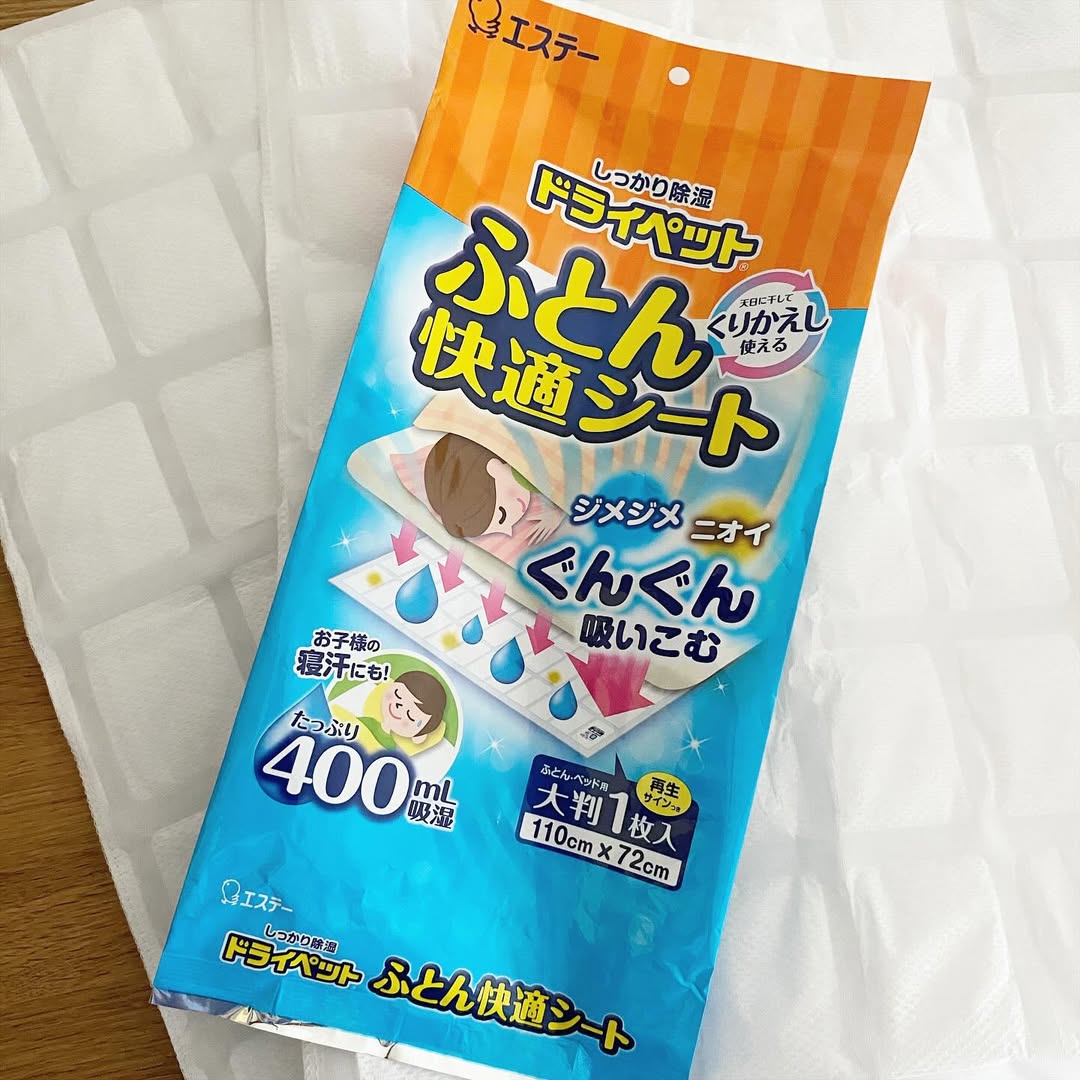 エステー
しっかり除湿
ドライペット®
ふとん
快適シート
天日に干して
くりかえし
使える
ジメジメ ニオイ
ぐんぐん
吸いこむ
お子様の
寝汗にも!
たっぷり
400mL
吸湿
ふとん・ベッド用
大判1枚入
再生
サインつき
110cm x 72cm
エステー
しっかり除湿
ドライペット ふとん快適シート